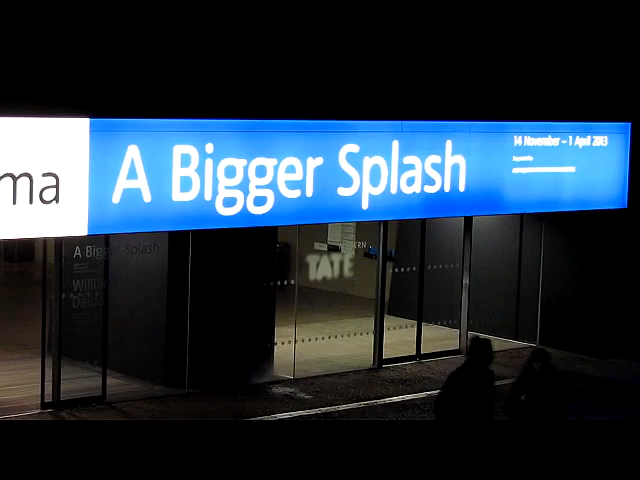 ma
A Bigger Splash
14 November – 1 April 2013
A Bigger Splash
TATE